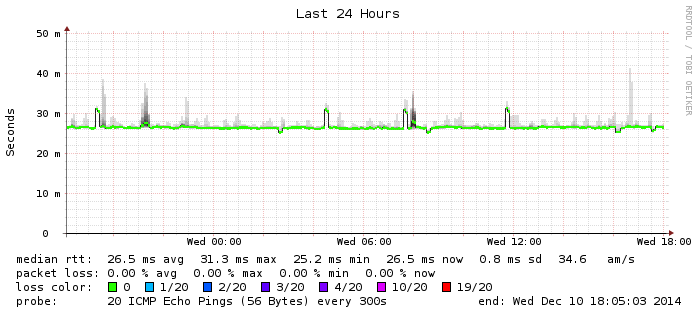 Last 24 Hours
RRDTOOL / TOBI OETIKER
50 m
40 m
30 m
20 m
10 m
0
Seconds
Wed 00:00 Wed 06:00 Wed 12:00 Wed 18:00
median rtt: 26.5 ms avg 31.3 ms max 25.2 ms min 26.5 ms now 0.8 ms sd 34.6 am/s
packet loss: 0.00 % avg 0.00 % max 0.00 % min 0.00 % now
loss color: 0 1/20 2/20 3/20 4/20 10/20 19/20
probe: 20 ICMP Echo Pings (56 Bytes) every 300s end: Wed Dec 10 18:05:03 2014